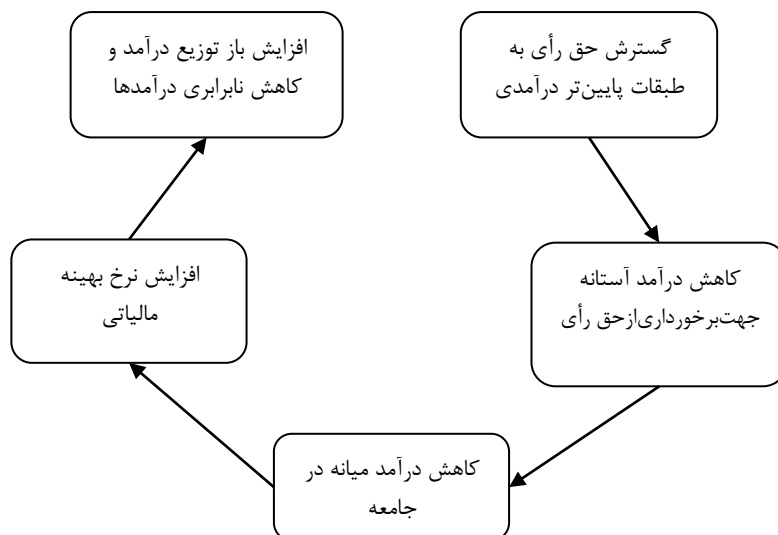 گسترش حق رأی به
طبقات پایین‌تر درآمدی
کاهش درآمد آستانه
جهت‌برخورداری‌ازحق رأی
کاهش درآمد میانه در
جامعه
افزایش نرخ بهینه
مالیاتی
افزایش باز توزیع درآمد و
کاهش نابرابری درآمدها